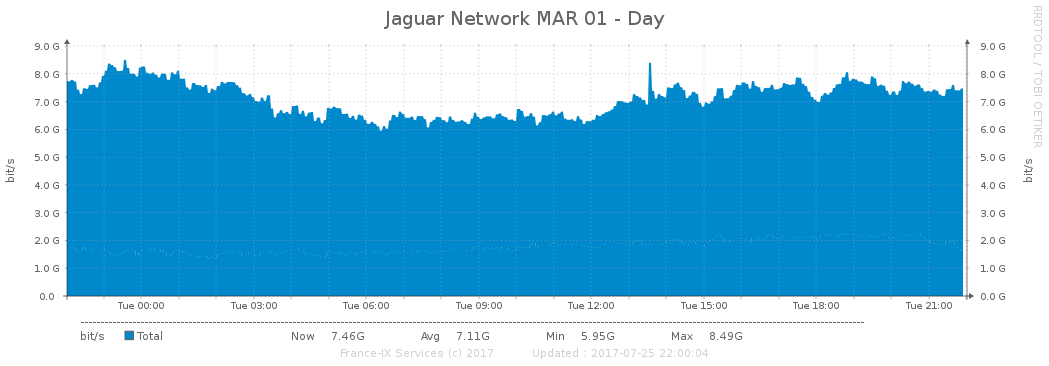 Jaguar Network MAR 01 - Day
RRDTOOL / TOBI OETIKER
9.0 G 9.0 G
8.0 G 8.0 G
7.0 G 7.0 G
6.0 G 6.0 G
5.0 G 5.0 G
4.0 G 4.0 G
3.0 G 3.0 G
2.0 G 2.0 G
1.0 G 1.0 G
0.0 0.0 G
bit/s
bit/s
Tue 00:00 Tue 03:00 Tue 06:00 Tue 09:00 Tue 12:00 Tue 15:00 Tue 18:00 Tue 21:00
bit/s Total Now 7.46G Avg 7.11G Min 5.95G Max 8.49G
France-IX Services (c) 2017 Updated : 2017-07-25 22:00:04